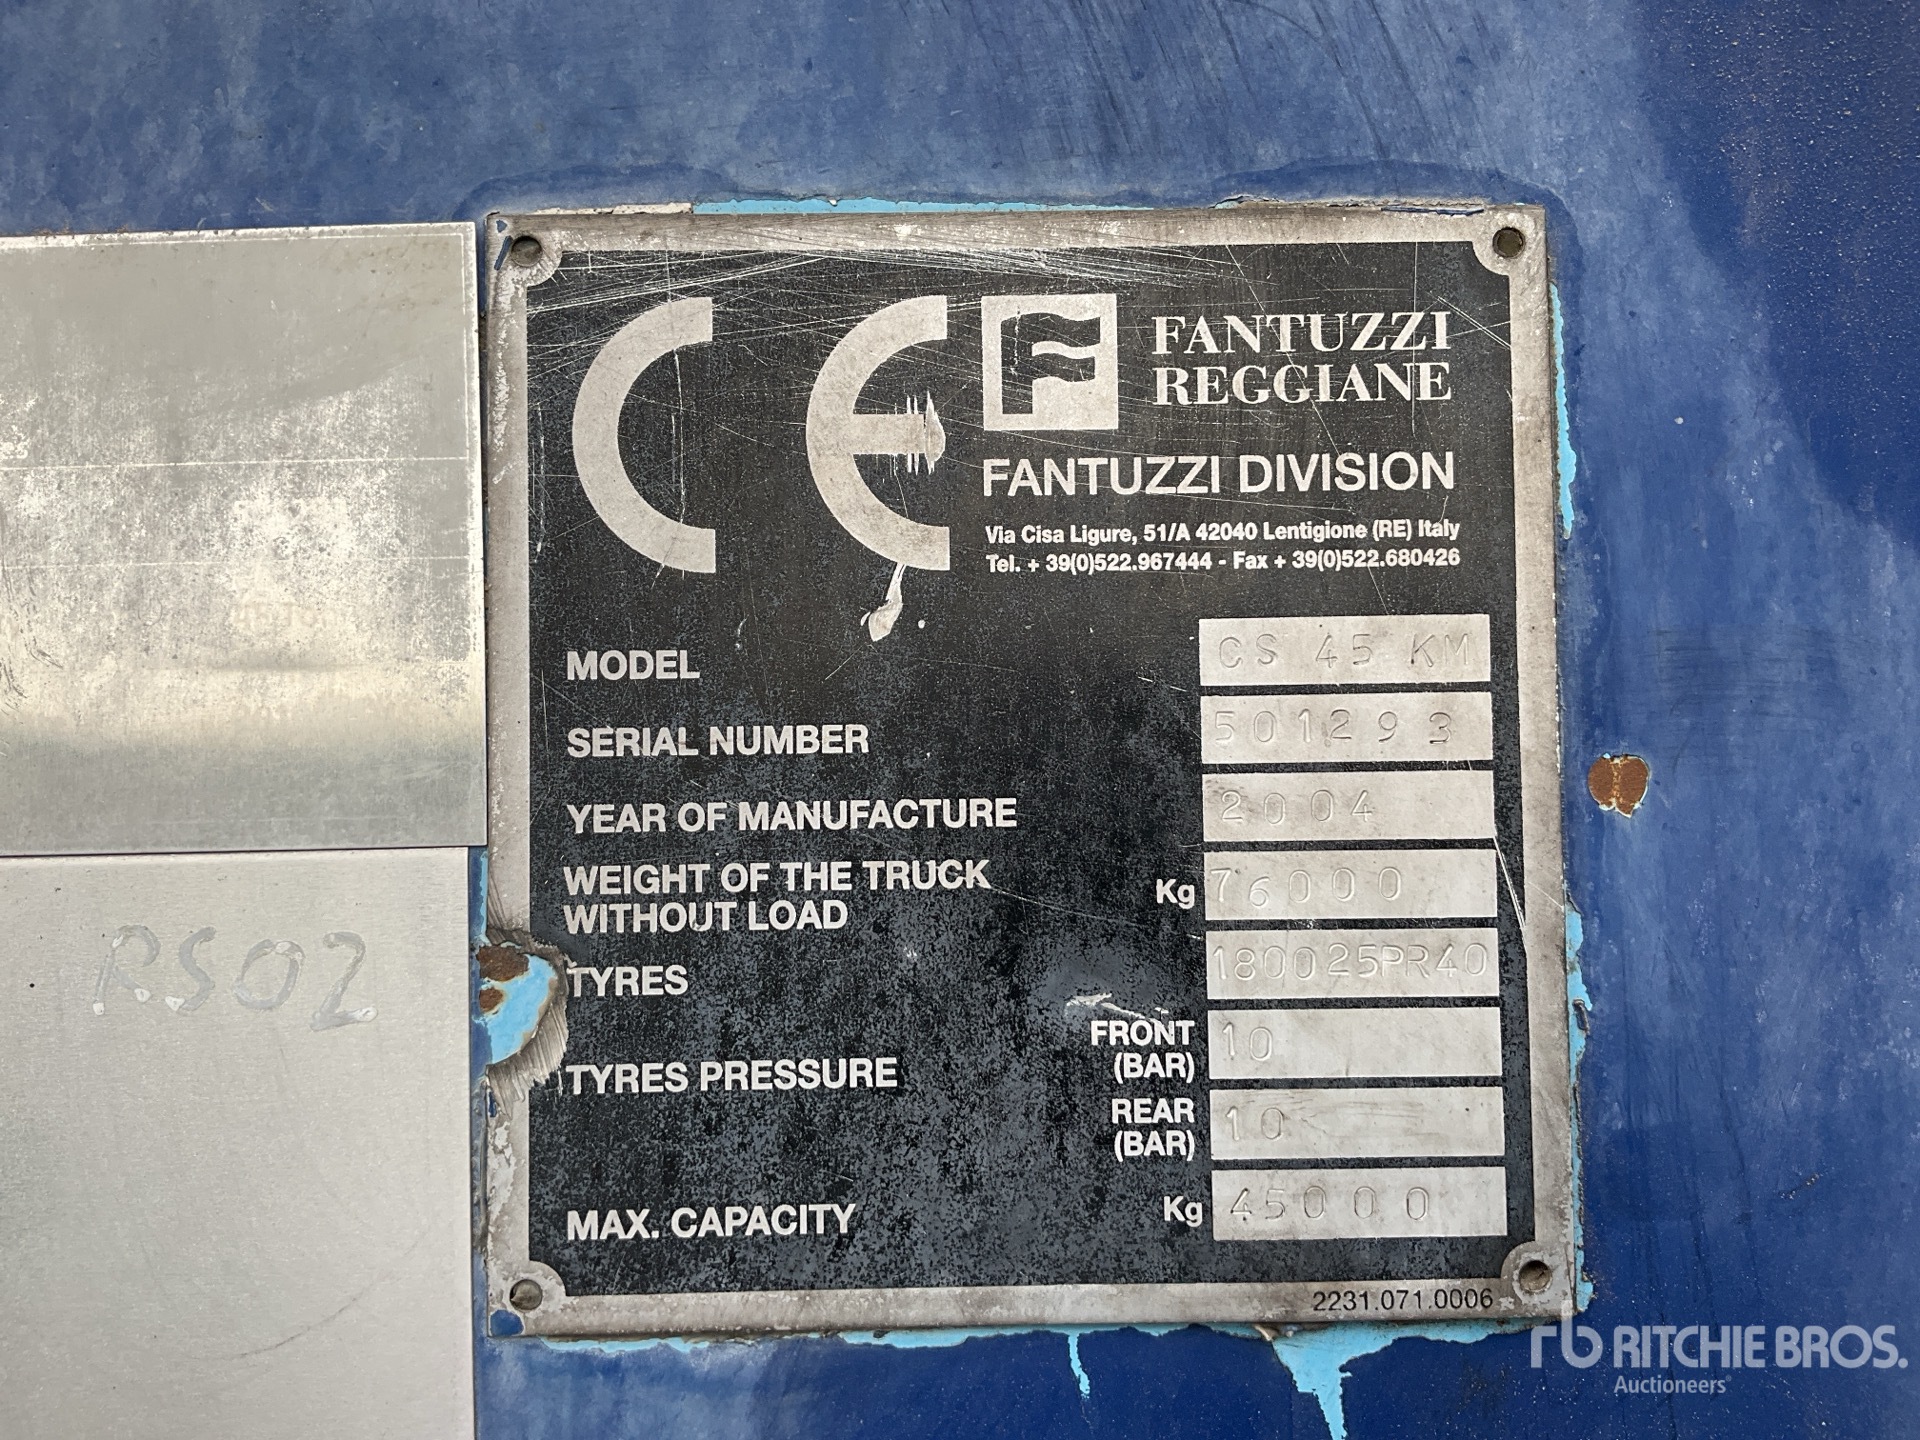 CE
F
FANTUZZI
REGGIANE
FANTUZZI DIVISION
Via Cisa Ligure, 51/A 42040 Lentigione (RE) Italy
Tel. + 39(0)522.967444 - Fax + 39(0)522.680426
MODEL CS 45 KM
SERIAL NUMBER 501293
YEAR OF MANUFACTURE 2004
WEIGHT OF THE TRUCK
WITHOUT LOAD Kg 76000
TYRES 180025PR40
TYRES PRESSURE
FRONT
(BAR) 10
REAR
(BAR) 10
MAX. CAPACITY Kg 45000
2231.071.0006
RS02
rb RITCHIE BROS.
Auctioneers